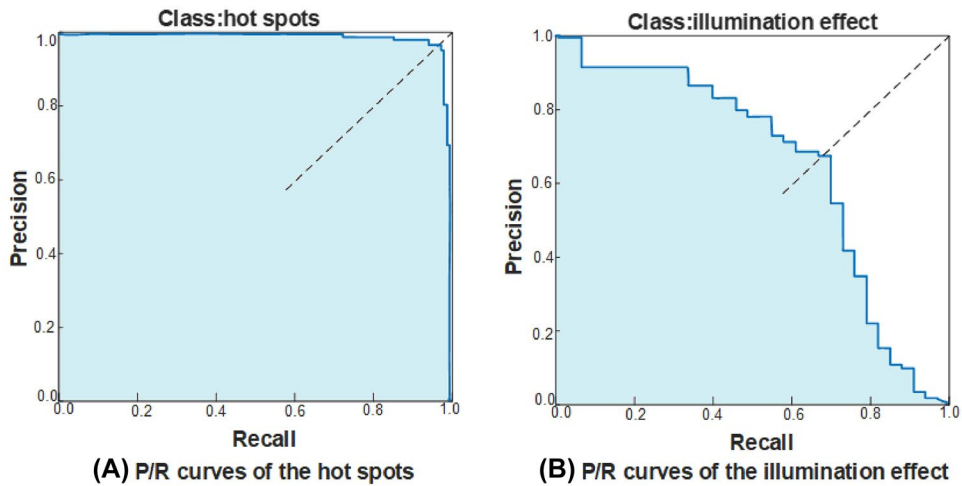 Class:hot spots
1.0
0.8
0.6
0.4
0.2
0.0
Precision
0.0 0.2 0.4 0.6 0.8 1.0
Recall
(A) P/R curves of the hot spots
Class:illumination effect
1.0
0.8
0.6
0.4
0.2
0.0
Precision
0.0 0.2 0.4 0.6 0.8 1.0
Recall
(B) P/R curves of the illumination effect